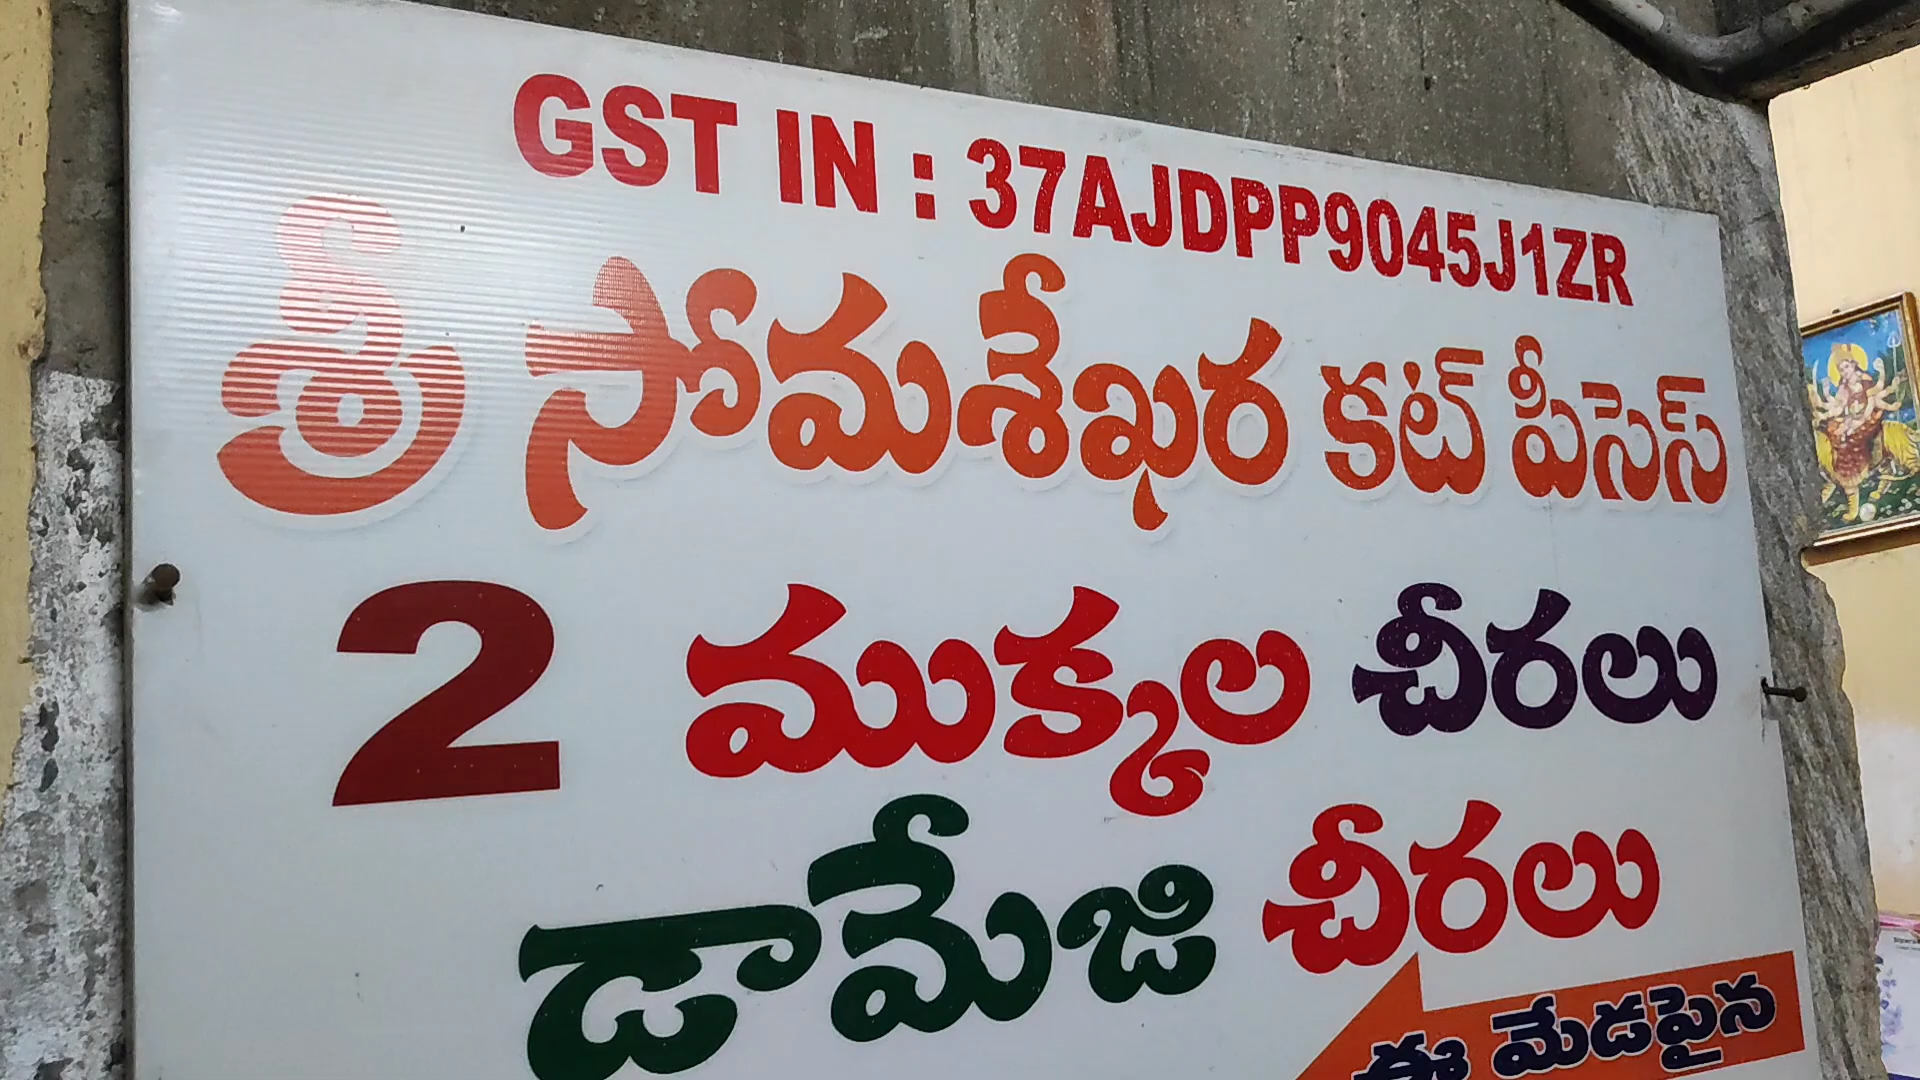 GST IN : 37AJDPP9045J1ZR
శ్రీ సోమశేఖర కట్ పీసెస్
2 ముక్కల చీరలు
డామేజి చీరలు
ఈ మేడపైన